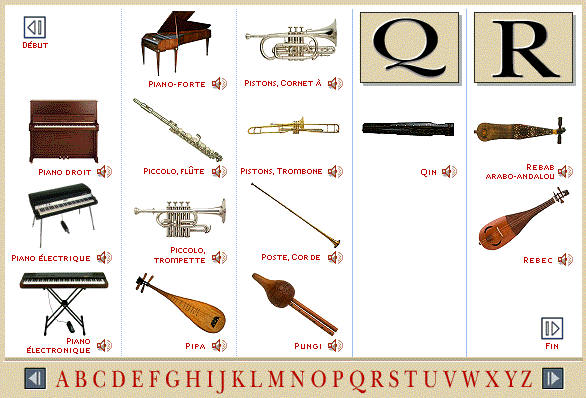 DÉBUT
PIANO-FORTE
PISTONS, CORNET À
Q
R
PIANO DROIT
PICCOLO, FLÛTE
PISTONS, TROMBONE
QIN
REBAB
ARABO-ANDALOU
PIANO ÉLECTRIQUE
PICCOLO,
TROMPETTE
POSTE, COR DE
REBEC
PIANO
ÉLECTRONIQUE
PIPA
PUNGI
FIN
A B C D E F G H I J K L M N O P Q R S T U V W X Y Z